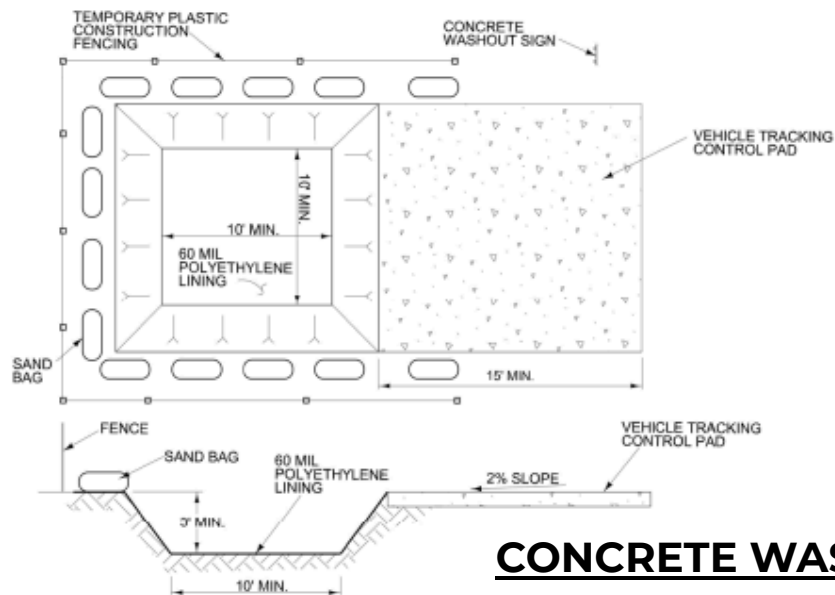 TEMPORARY PLASTIC
CONSTRUCTION
FENCING
CONCRETE
WASHOUT SIGN
VEHICLE TRACKING
CONTROL PAD
10' MIN.
10' MIN.
60 MIL
POLYETHYLENE
LINING
SAND
BAG
15' MIN.
FENCE
SAND BAG
60 MIL
POLYETHYLENE
LINING
VEHICLE TRACKING
CONTROL PAD
2% SLOPE
3' MIN.
10' MIN.
CONCRETE WAS